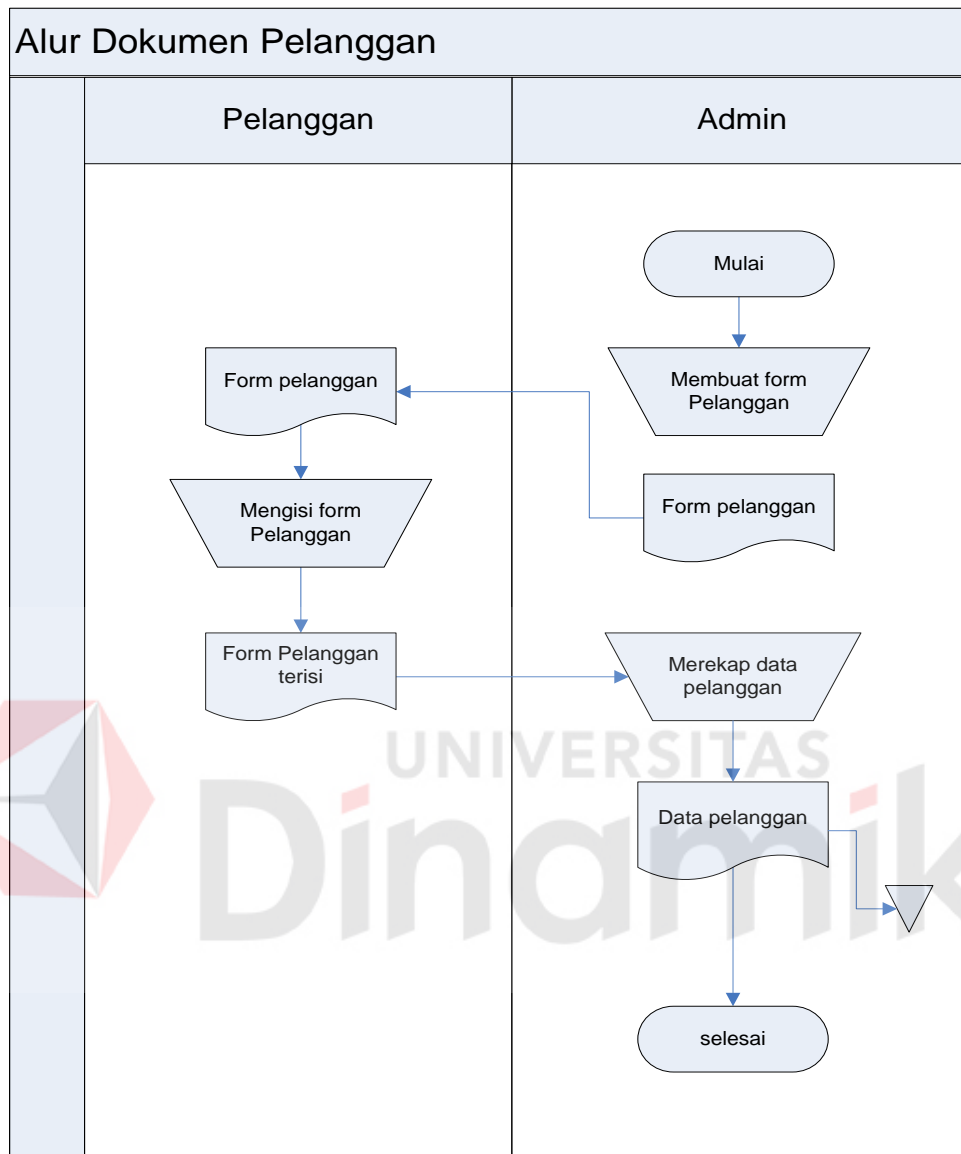 Alur Dokumen Pelanggan
Pelanggan
Admin
Mulai
Membuat form
Pelanggan
Form pelanggan
Form pelanggan
Mengisi form
Pelanggan
Form Pelanggan
terisi
Merekap data
pelanggan
Data pelanggan
selesai
UNIVERSITAS
Dinamik